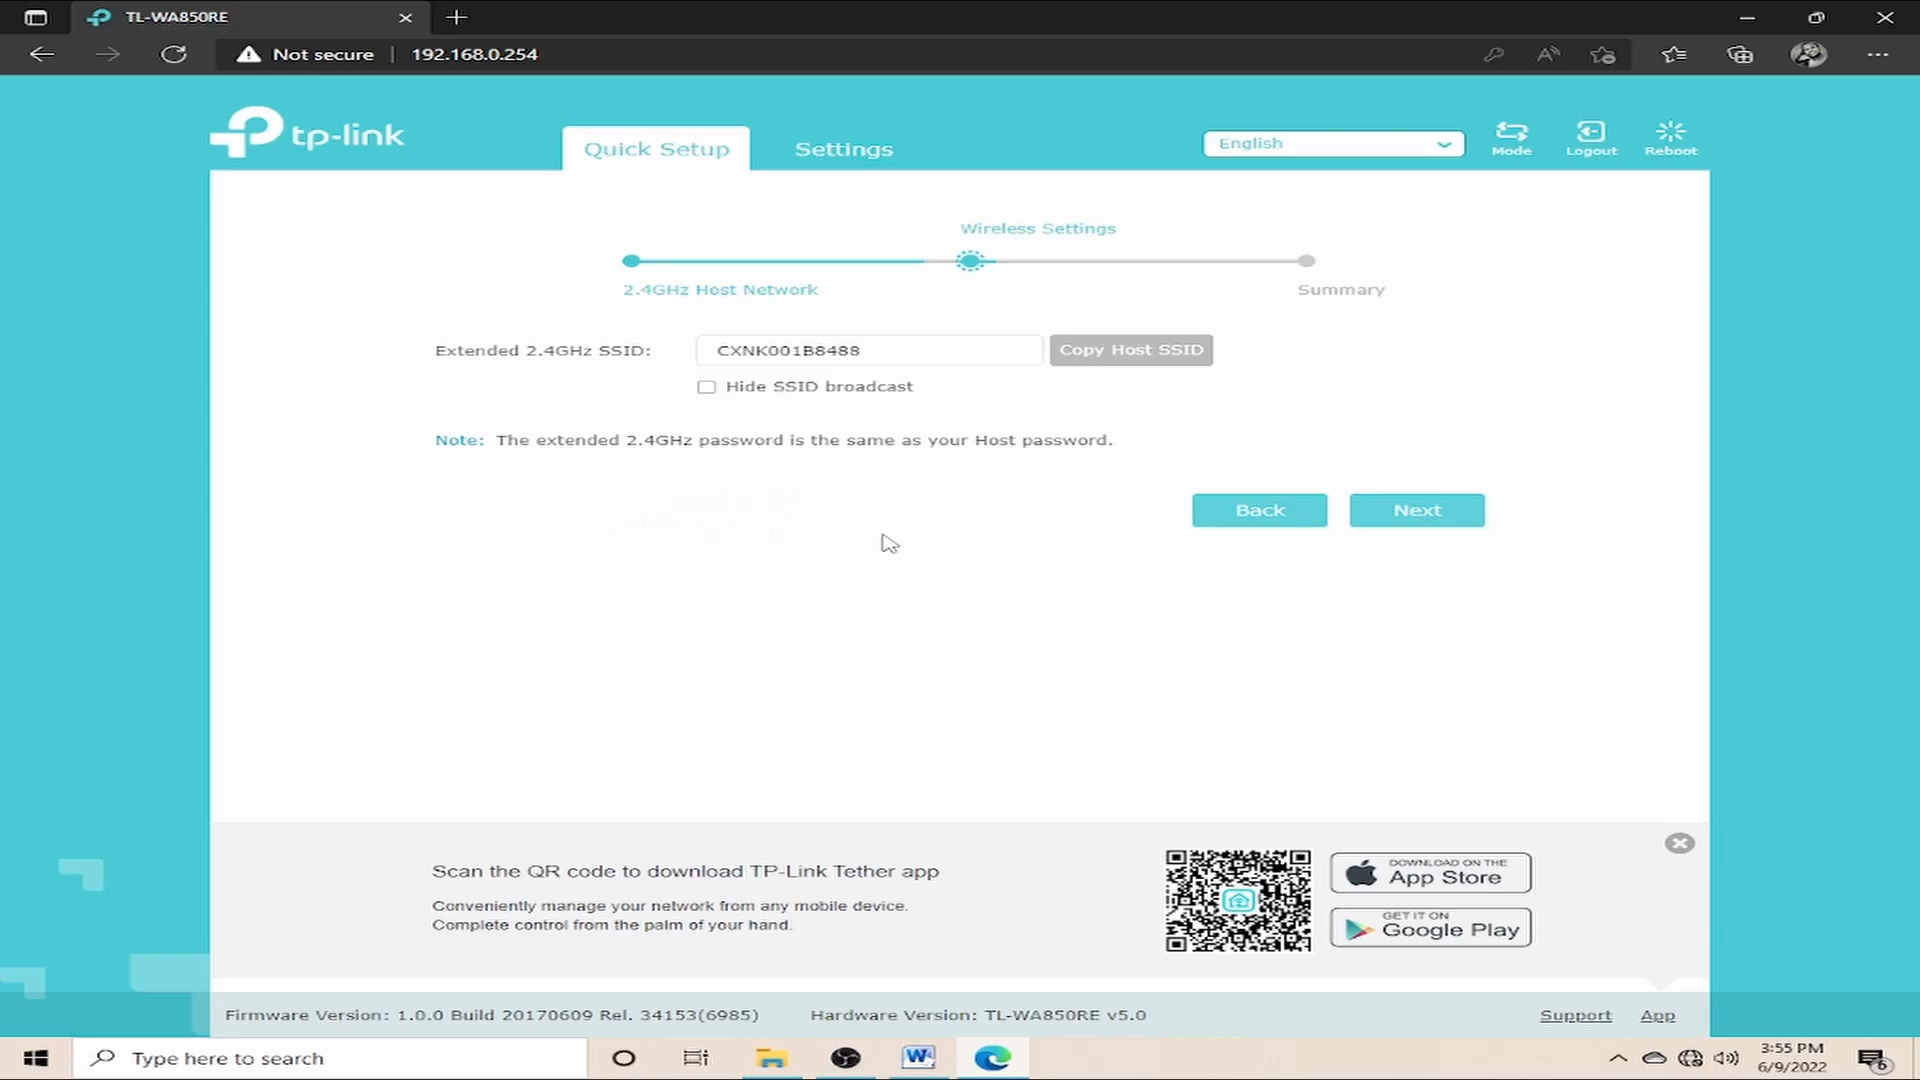 TL-WA850RE
Not secure
192.168.0.254
tp-link
Quick Setup
Settings
English
Mode
Logout
Reboot
Wireless Settings
2.4GHz Host Network
Summary
Extended 2.4GHz SSID:
CXNK001B8488
Copy Host SSID
Hide SSID broadcast
Note: The extended 2.4GHz password is the same as your Host password.
Back
Next
Scan the QR code to download TP-Link Tether app
Conveniently manage your network from any mobile device.
Complete control from the palm of your hand.
DOWNLOAD ON THE
App Store
GET IT ON
Google Play
Firmware Version: 1.0.0 Build 20170609 Rel. 34153(6985)
Hardware Version: TL-WA850RE v5.0
Support
App
Type here to search
3:55 PM
6/9/2022
6